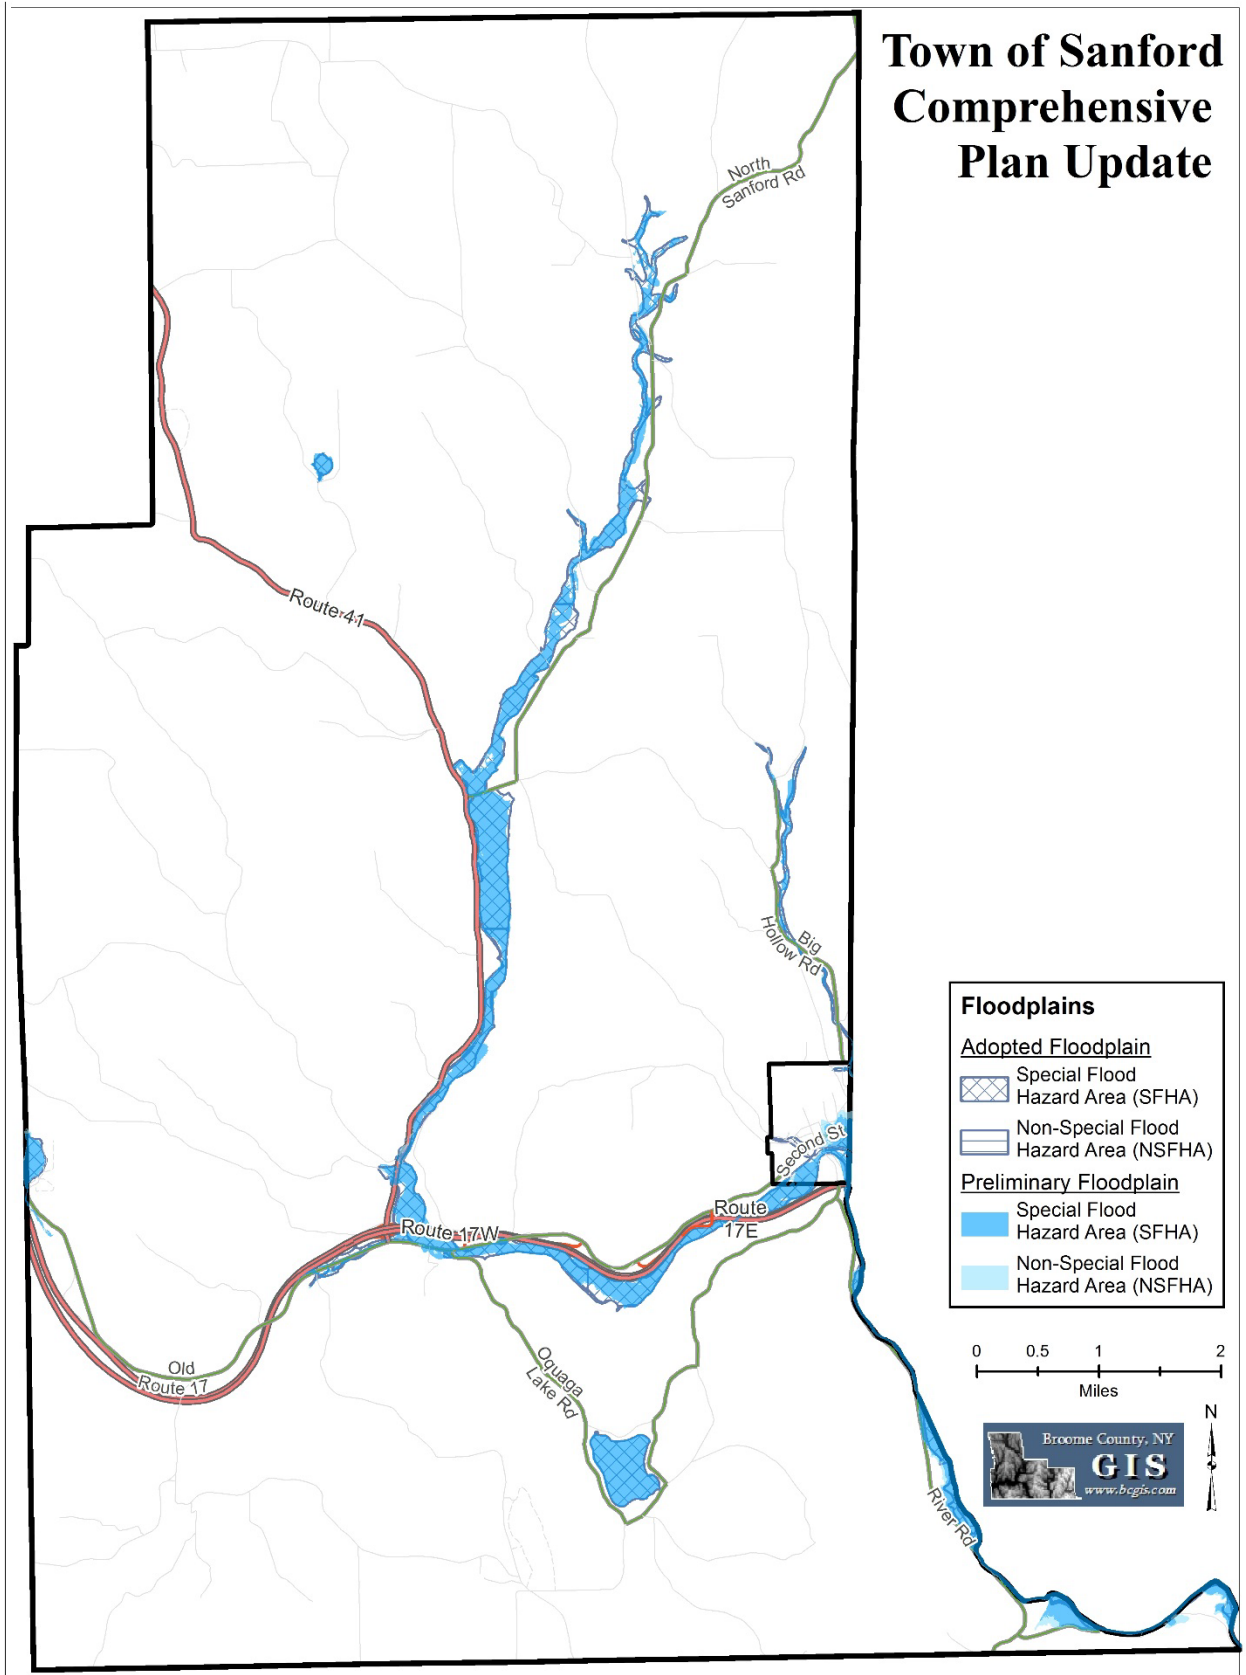 Town of Sanford
Comprehensive
Plan Update
North
Sanford Rd
Route 41
Big
Hollow Rd
Second St
Route 17W
Route
17E
Old
Route 17
Oquaga
Lake Rd
River Rd
Floodplains
Adopted Floodplain
Special Flood
Hazard Area (SFHA)
Non-Special Flood
Hazard Area (NSFHA)
Preliminary Floodplain
Special Flood
Hazard Area (SFHA)
Non-Special Flood
Hazard Area (NSFHA)
0 0.5 1 2
Miles
N
Broome County, NY
GIS
www.bcgis.com